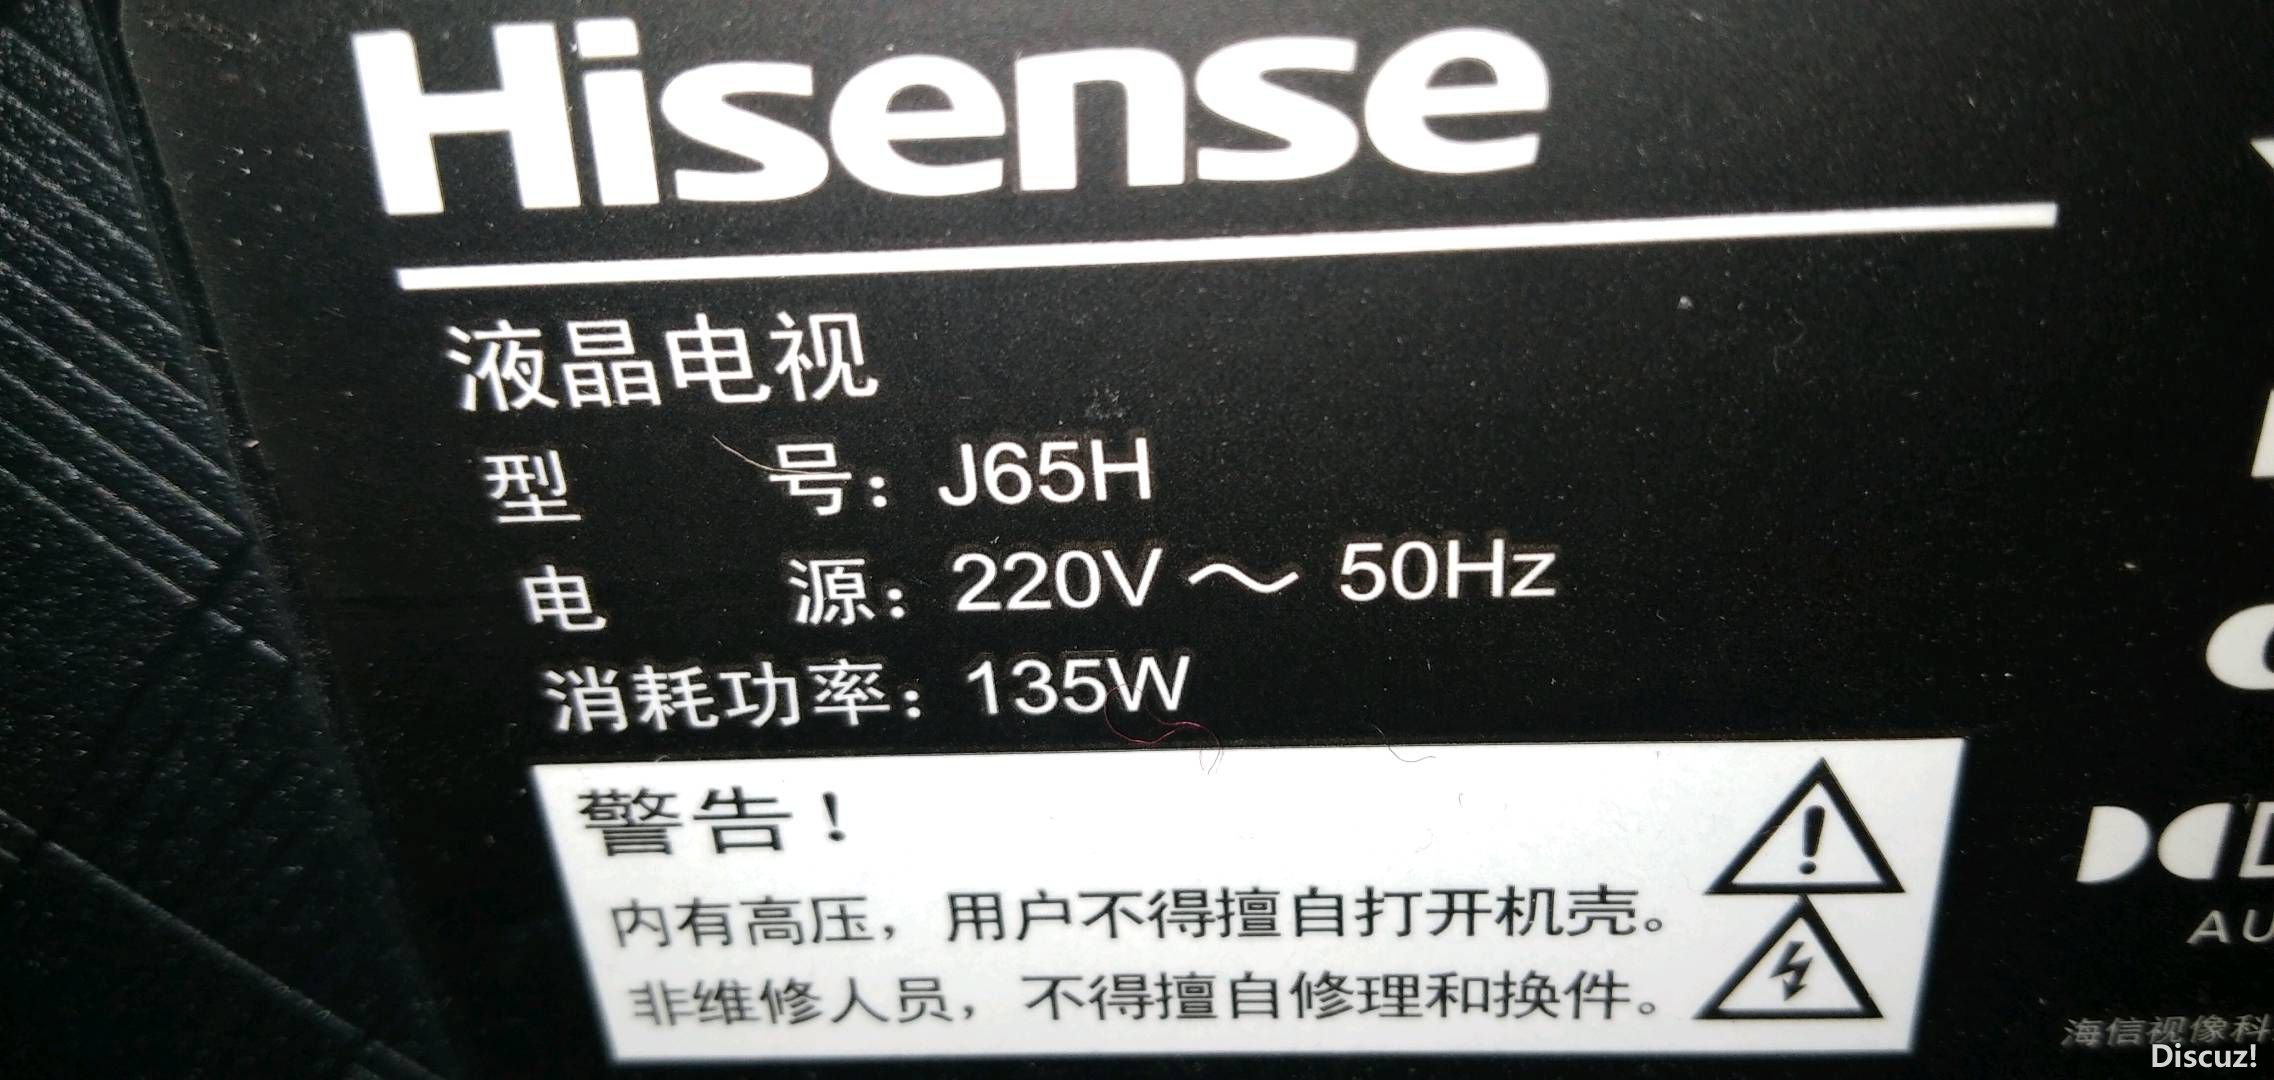 Hisense
液晶电视
型 号：J65H
电 源：220V～ 50Hz
消耗功率：135W
警告！
内有高压，用户不得擅自打开机壳。
非维修人员，不得擅自修理和换件。
AU
海信视像科
Discuz!